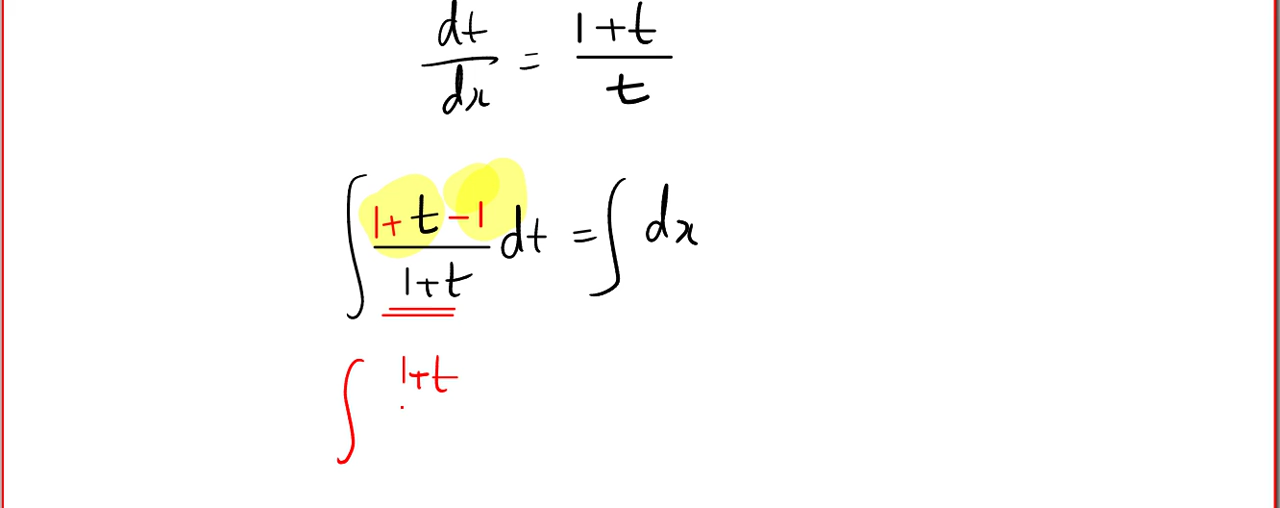 dt/dx = 1+t/t
∫ 1+t-1/1+t dt = ∫ dx
∫ 1+t